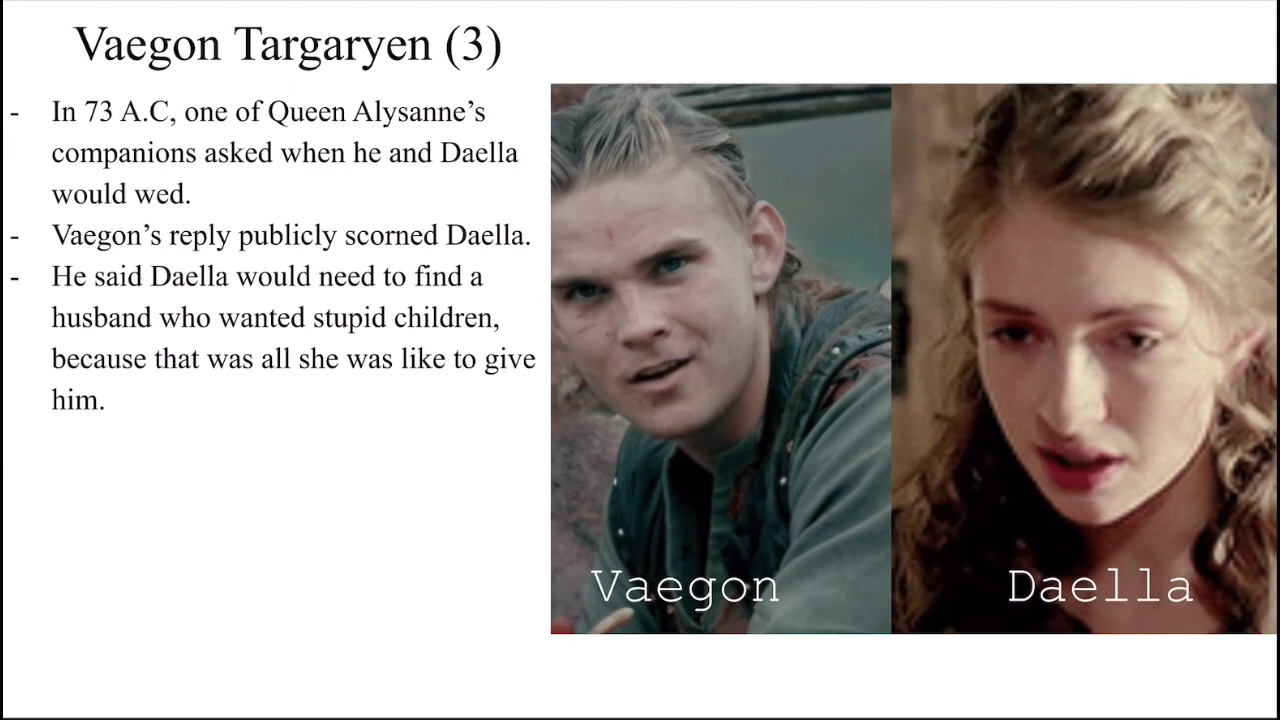 Vaegon Targaryen (3)
- In 73 A.C, one of Queen Alysanne’s
companions asked when he and Daella
would wed.
- Vaegon’s reply publicly scorned Daella.
- He said Daella would need to find a
husband who wanted stupid children,
because that was all she was like to give
him.
Vaegon
Daella